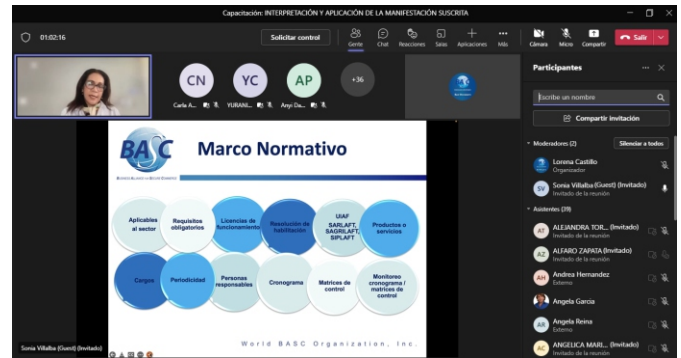 Capacitación: INTERPRETACIÓN Y APLICACIÓN DE LA MANIFESTACIÓN SUSCRITA
01:02:16
Solicitar control
Gente
Chat
Reacciones
Salas
Aplicaciones
Más
Cámara
Micro
Compartir
Salir
CN
YC
AP
+36
Carla A...
YURANI...
Anyi Da...
Participantes
Escribe un nombre
Compartir invitación
Moderadores (2)
Silenciar a todos
Lorena Castillo
Organizador
SV
Sonia Villalba (Guest) (Invitado)
Invitado de la reunión
Asistentes (39)
AT
ALEJANDRA TOR... (Invitado)
Invitado de la reunión
AZ
ALFARO ZAPATA (Invitado)
Invitado de la reunión
AH
Andrea Hernandez
Externo
Angela Garcia
AR
Angela Reina
Externo
AC
ANGELICA MARI... (Invitado)
Invitado de la reunión
BASC
Marco Normativo
Aplicables al sector
Requisitos obligatorios
Licencias de funcionamiento
Resolución de habilitación
UIAF
SARLAFT,
SAGRILAFT,
SIPLAFT
Productos o servicios
Cargos
Periodicidad
Personas responsables
Cronograma
Matrices de control
Monitoreo cronograma / matrices de control
World BASC Organization, Inc.
Sonia Villalba (Guest) (Invitado)